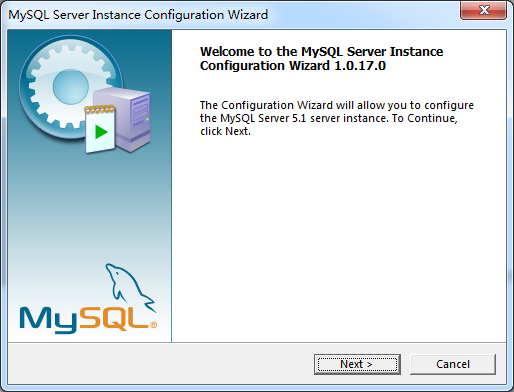 MySQL Server Instance Configuration Wizard
Welcome to the MySQL Server Instance
Configuration Wizard 1.0.17.0
The Configuration Wizard will allow you to configure
the MySQL Server 5.1 server instance. To Continue,
click Next.
MySQL®
Next >
Cancel